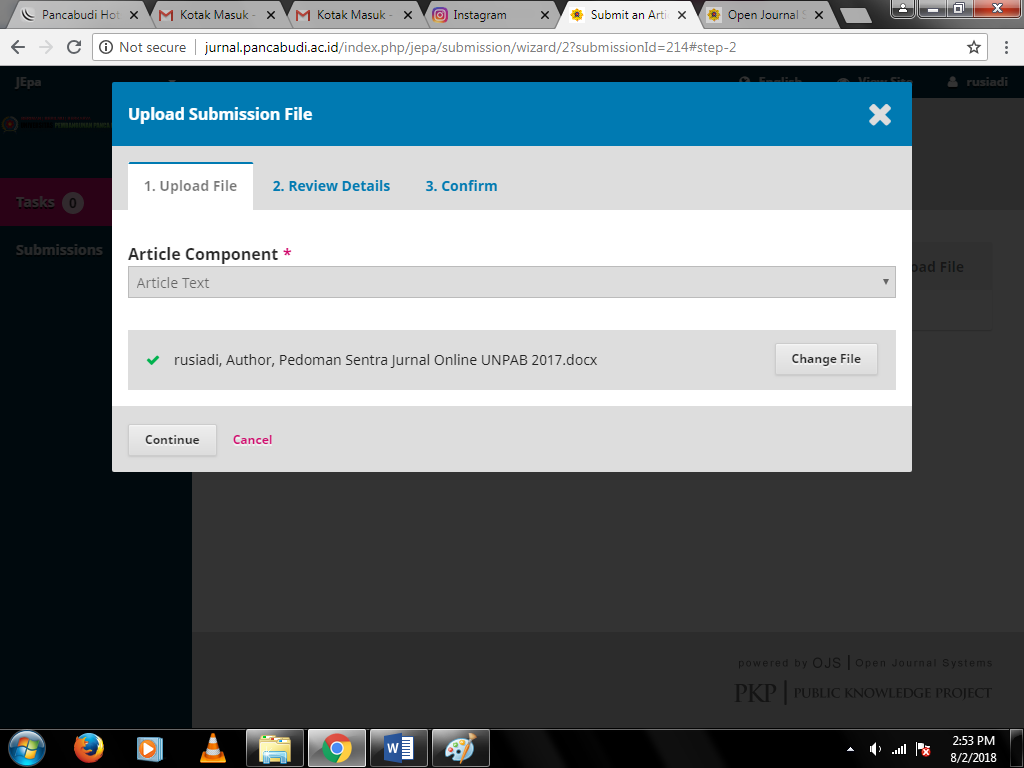 Pancabudi Hot
Kotak Masuk -
Kotak Masuk -
Instagram
Submit an Arti
Open Journal S
Not secure
jurnal.pancabudi.ac.id/index.php/jepa/submission/wizard/2?submissionId=214#step-2
JEpa
English
View Site
rusiadi
Upload Submission File
1. Upload File
2. Review Details
3. Confirm
Tasks 0
Submissions
Article Component *
Article Text
oad File
rusiadi, Author, Pedoman Sentra Jurnal Online UNPAB 2017.docx
Change File
Continue
Cancel
powered by OJS | Open Journal Systems
PKP | PUBLIC KNOWLEDGE PROJECT
2:53 PM
8/2/2018